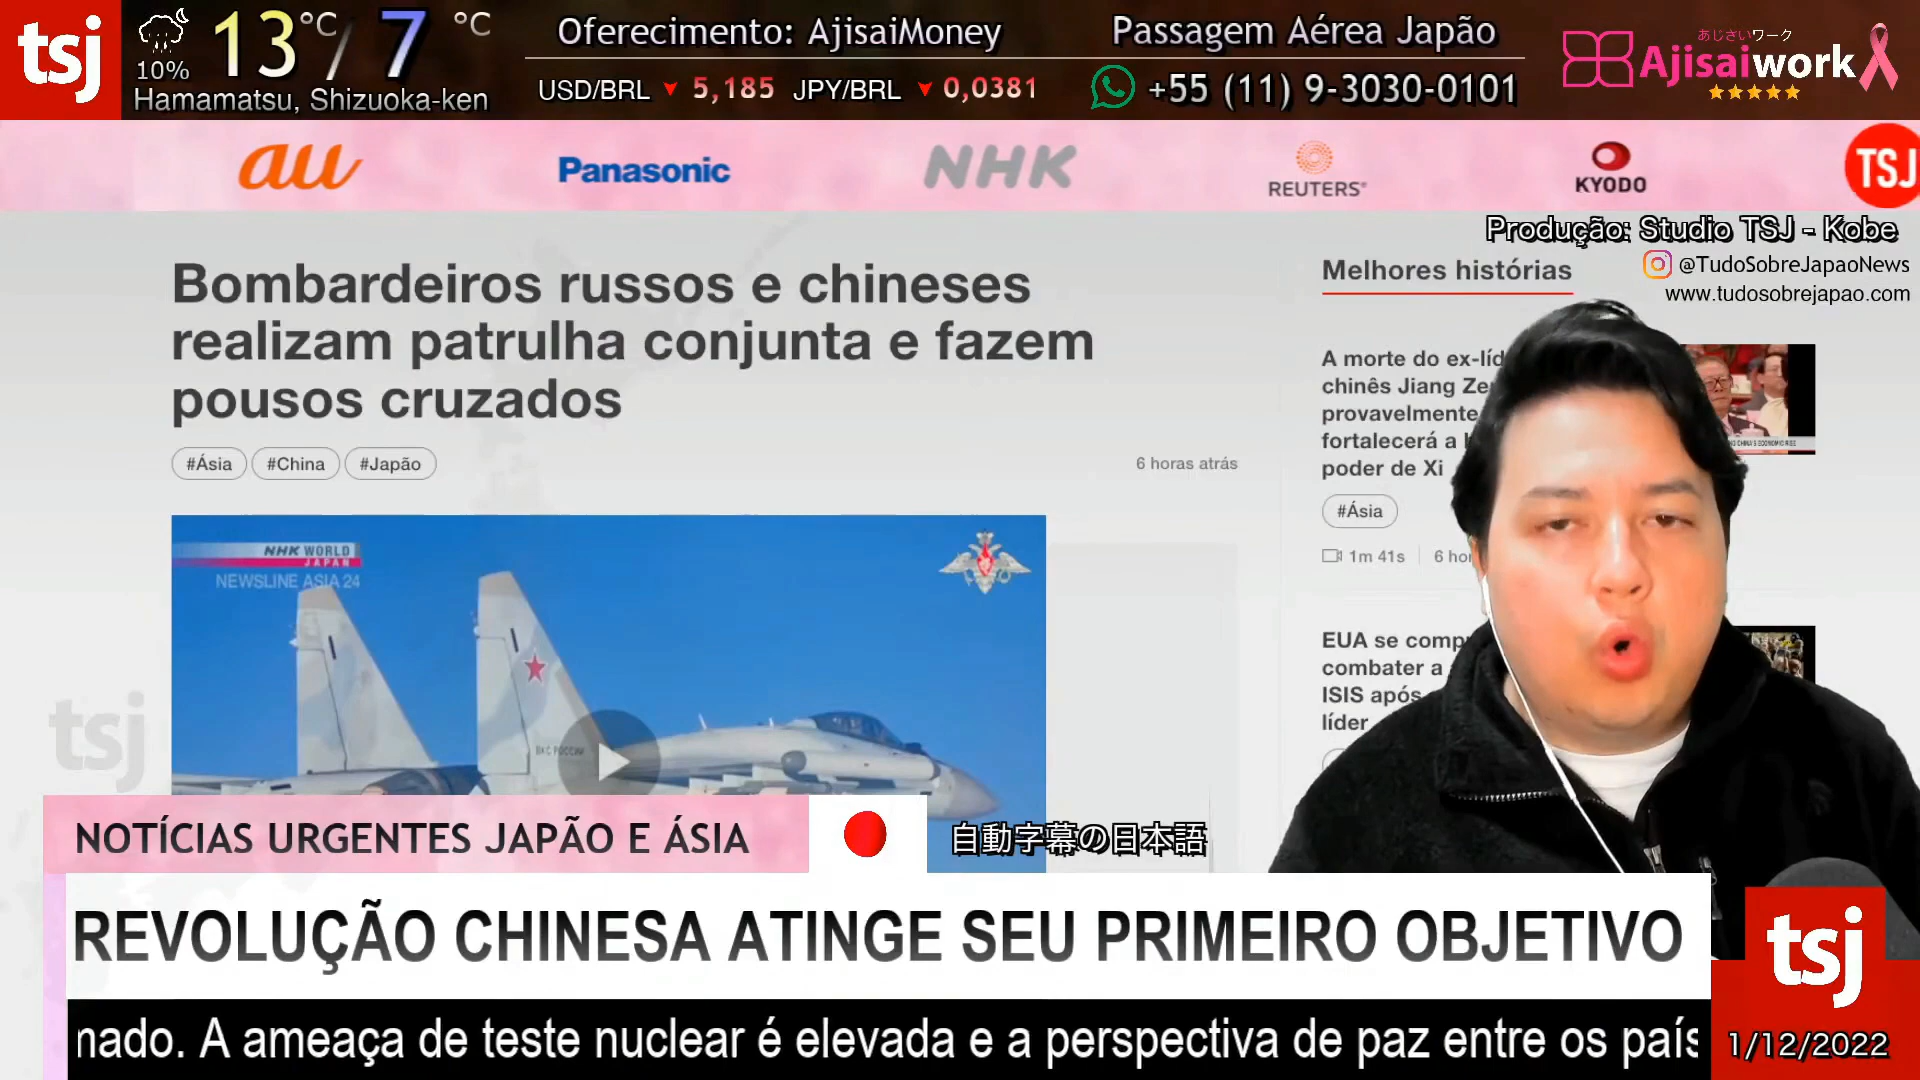 tsj
10%
13°C / 7 °C
Hamamatsu, Shizuoka-ken
Oferecimento: AjisaiMoney
USD/BRL ▼ 5,185 JPY/BRL ▼ 0,0381
Passagem Aérea Japão
+55 (11) 9-3030-0101
あじさいワーク
Ajisaiwork
au
Panasonic
NHK
REUTERS
KYODO
TSJ
Produção: Studio TSJ - Kobe
@TudoSobreJapaoNews
www.tudosobrejapao.com
Bombardeiros russos e chineses
realizam patrulha conjunta e fazem
pousos cruzados
#Ásia #China #Japão
6 horas atrás
NHK WORLD
JAPAN
NEWSLINE ASIA 24
ВКС РОССИИ
Melhores histórias
A morte do ex-líd
chinês Jiang Ze
provavelmente
fortalecerá a
poder de Xi
#Ásia
1m 41s 6 hor
EUA se comp
combater a
ISIS após
líder
tsj
NOTÍCIAS URGENTES JAPÃO E ÁSIA
自動字幕の日本語
REVOLUÇÃO CHINESA ATINGE SEU PRIMEIRO OBJETIVO
nado. A ameaça de teste nuclear é elevada e a perspectiva de paz entre os país
tsj
1/12/2022